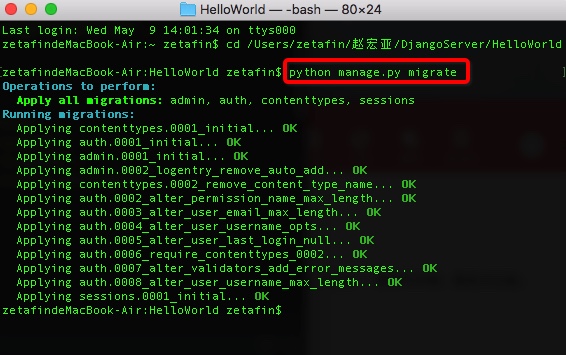 HelloWorld — -bash — 80×24
Last login: Wed May  9 14:01:34 on ttys000
zetafindeMacBook-Air:~ zetafin$ cd /Users/zetafin/赵宏亚/DjangoServer/HelloWorld
[zetafindeMacBook-Air:HelloWorld zetafin$ python manage.py migrate ]
Operations to perform:
  Apply all migrations: admin, auth, contenttypes, sessions
Running migrations:
  Applying contenttypes.0001_initial... OK
  Applying auth.0001_initial... OK
  Applying admin.0001_initial... OK
  Applying admin.0002_logentry_remove_auto_add... OK
  Applying contenttypes.0002_remove_content_type_name... OK
  Applying auth.0002_alter_permission_name_max_length... OK
  Applying auth.0003_alter_user_email_max_length... OK
  Applying auth.0004_alter_user_username_opts... OK
  Applying auth.0005_alter_user_last_login_null... OK
  Applying auth.0006_require_contenttypes_0002... OK
  Applying auth.0007_alter_validators_add_error_messages... OK
  Applying auth.0008_alter_user_username_max_length... OK
  Applying sessions.0001_initial... OK
zetafindeMacBook-Air:HelloWorld zetafin$